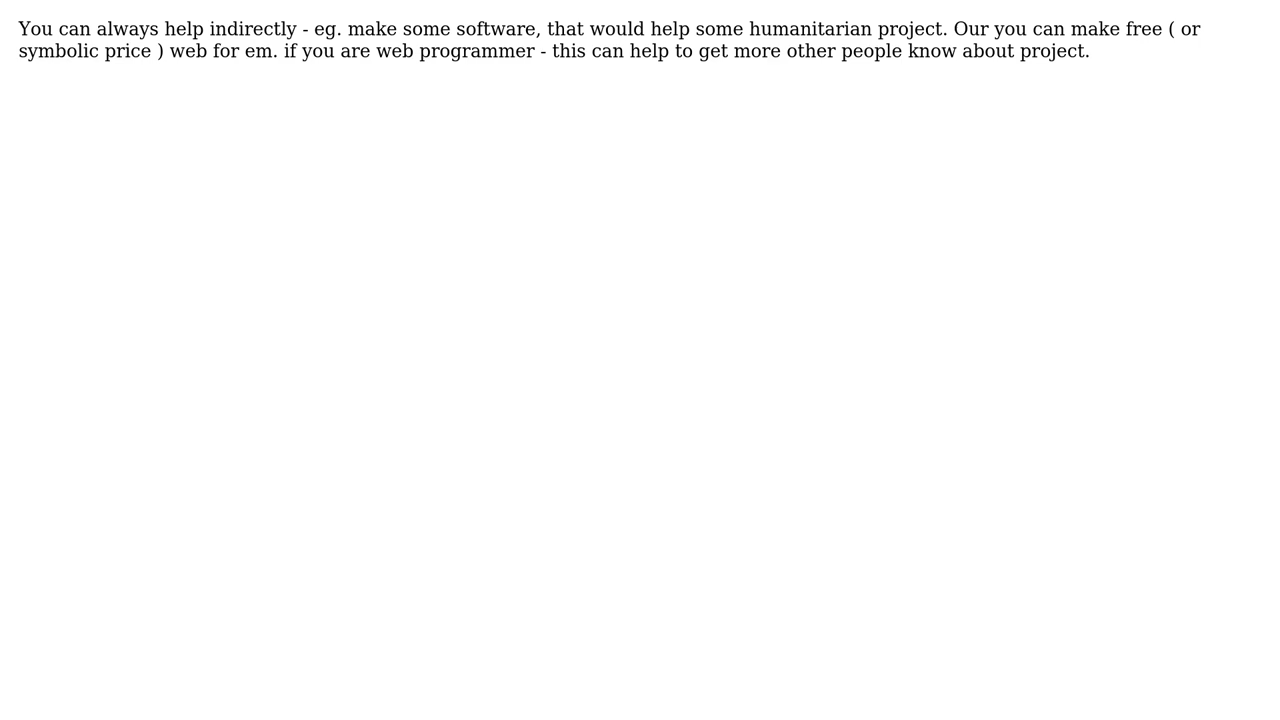 You can always help indirectly - eg. make some software, that would help some humanitarian project. Our you can make free ( or
symbolic price ) web for em. if you are web programmer - this can help to get more other people know about project.